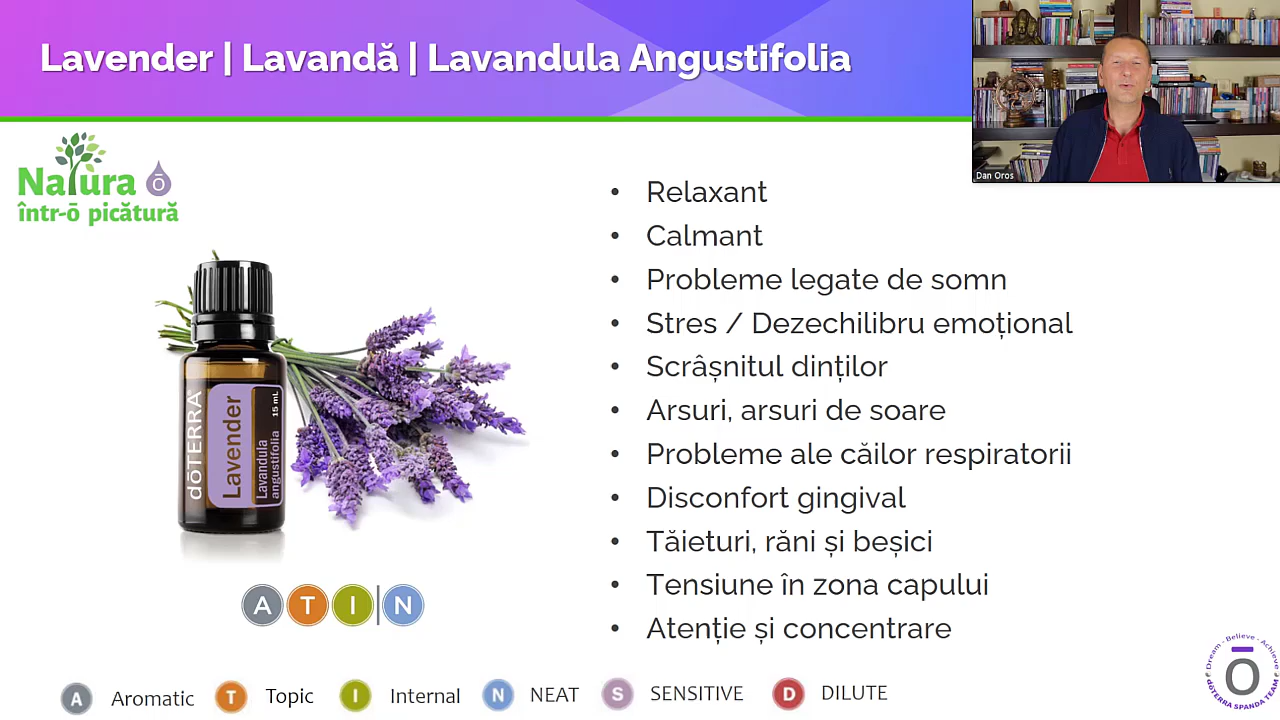 Lavender | Lavandă | Lavandula Angustifolia
Dan Oros
Natura ō
într-ō picătură
• Relaxant
• Calmant
• Probleme legate de somn
• Stres / Dezechilibru emoțional
• Scrâșnitul dinților
• Arsuri, arsuri de soare
• Probleme ale căilor respiratorii
• Disconfort gingival
• Tăieturi, răni și beșici
• Tensiune în zona capului
• Atenție și concentrare
dōTERRA
Lavender
Lavandula
angustifolia
15 mL
A T I | N
A Aromatic T Topic I Internal N NEAT S SENSITIVE D DILUTE
Dream - Believe - Achieve
ō
dōTERRA SPANDA TEAM